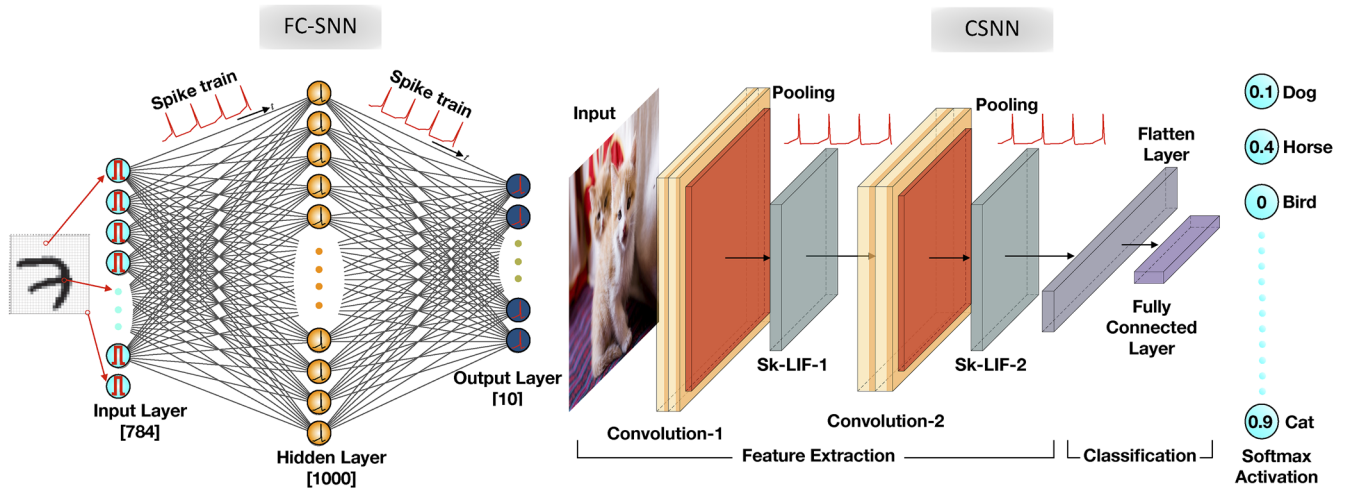 FC-SNN
Spike train
t
Spike train
t
Input Layer
[784]
Hidden Layer
[1000]
Output Layer
[10]
CSNN
Input
Pooling
Pooling
Flatten
Layer
Sk-LIF-1
Sk-LIF-2
Fully
Connected
Layer
Convolution-1
Convolution-2
Feature Extraction
Classification
0.1 Dog
0.4 Horse
0 Bird
0.9 Cat
Softmax
Activation